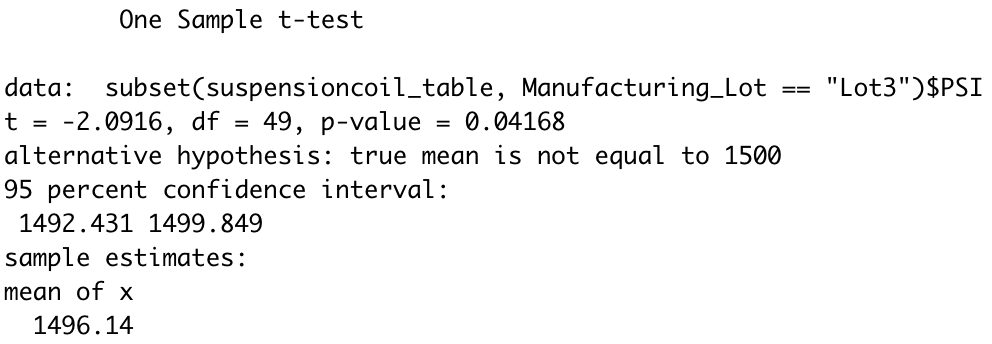 One Sample t-test
data:  subset(suspensioncoil_table, Manufacturing_Lot == "Lot3")$PSI
t = -2.0916, df = 49, p-value = 0.04168
alternative hypothesis: true mean is not equal to 1500
95 percent confidence interval:
1492.431 1499.849
sample estimates:
mean of x
1496.14